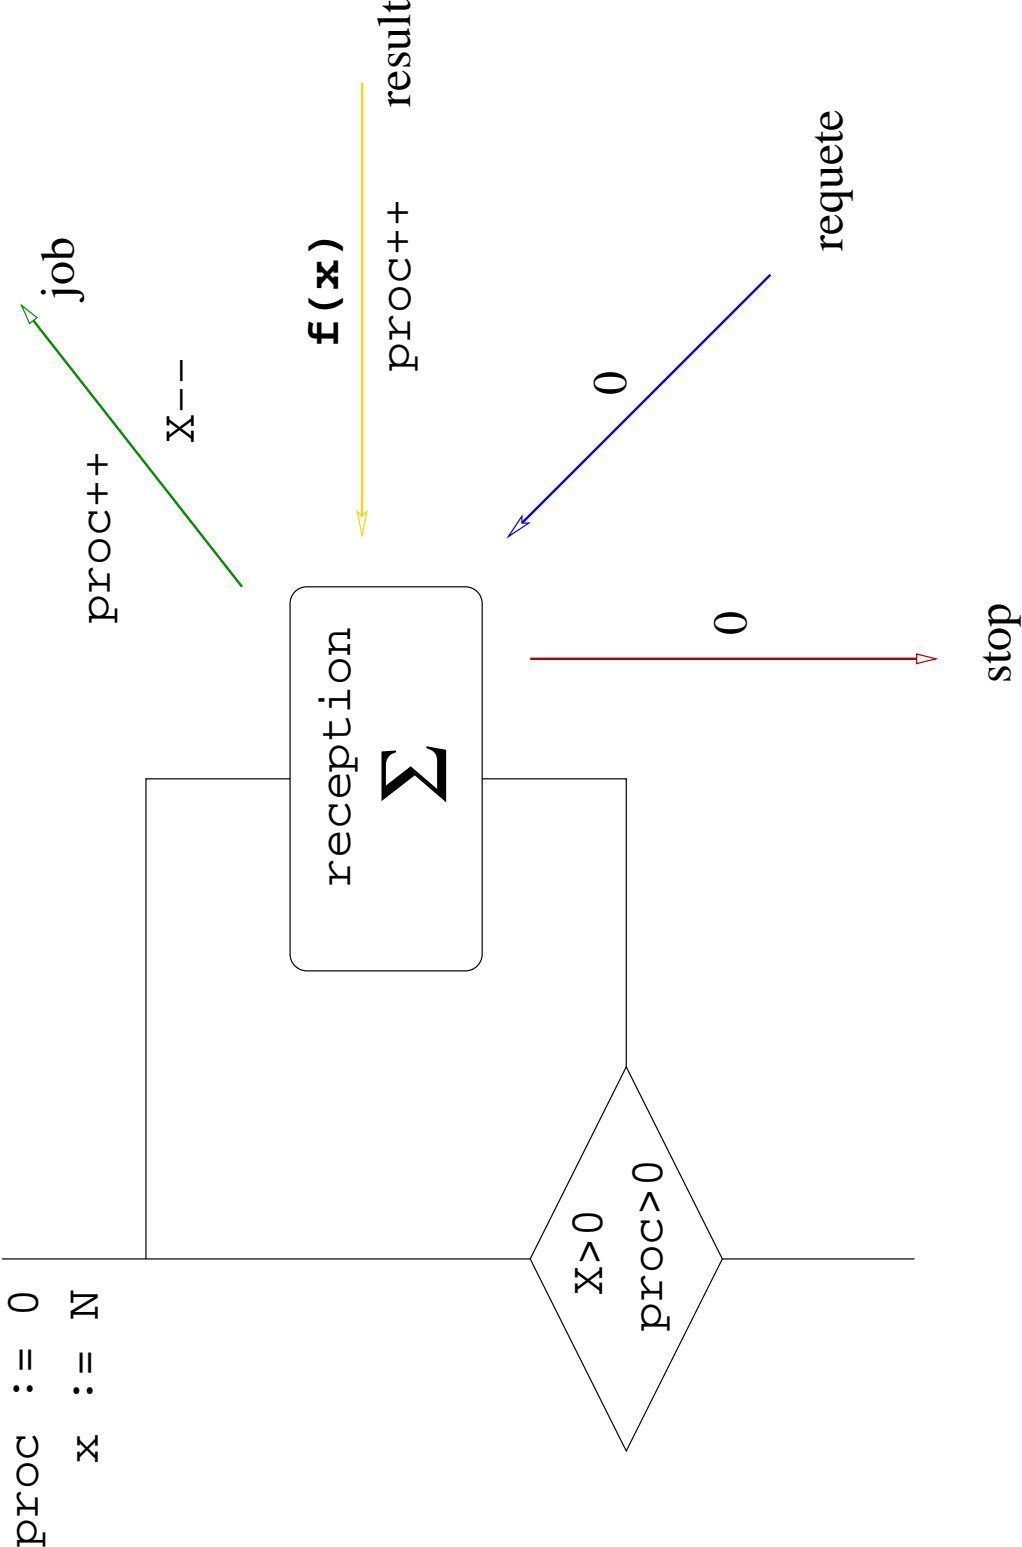 proc := 0
x := N
job
proc++
X--
f(x)
proc++
result
reception
Σ
0
requete
X>0
proc>0
0
stop